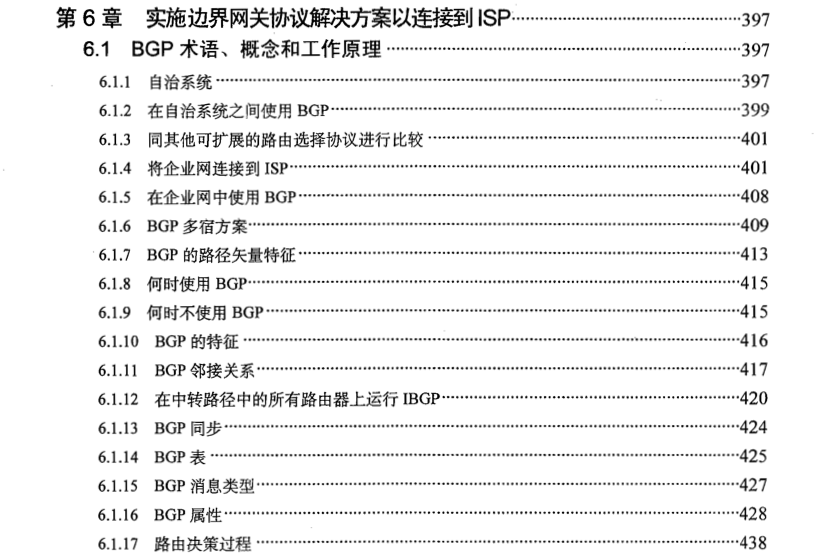 第 6 章 实施边界网关协议解决方案以连接到 ISP 397
6.1 BGP 术语、概念和工作原理 397
6.1.1 自治系统 397
6.1.2 在自治系统之间使用 BGP 399
6.1.3 同其他可扩展的路由选择协议进行比较 401
6.1.4 将企业网连接到 ISP 401
6.1.5 在企业网中使用 BGP 408
6.1.6 BGP 多宿方案 409
6.1.7 BGP 的路径矢量特征 413
6.1.8 何时使用 BGP 415
6.1.9 何时不使用 BGP 415
6.1.10 BGP 的特征 416
6.1.11 BGP 邻接关系 417
6.1.12 在中转路径中的所有路由器上运行 IBGP 420
6.1.13 BGP 同步 424
6.1.14 BGP 表 425
6.1.15 BGP 消息类型 427
6.1.16 BGP 属性 428
6.1.17 路由决策过程 438